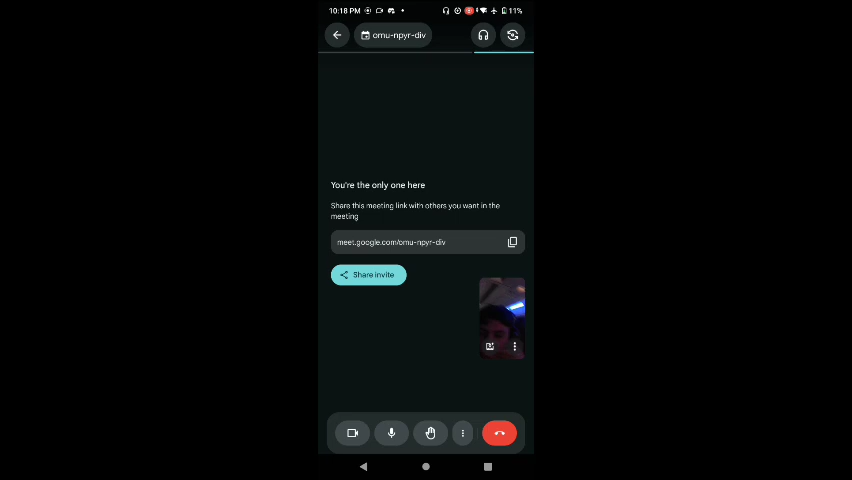 10:18 PM 11%
omu-npyr-div
You're the only one here
Share this meeting link with others you want in the
meeting
meet.google.com/omu-npyr-div
Share invite